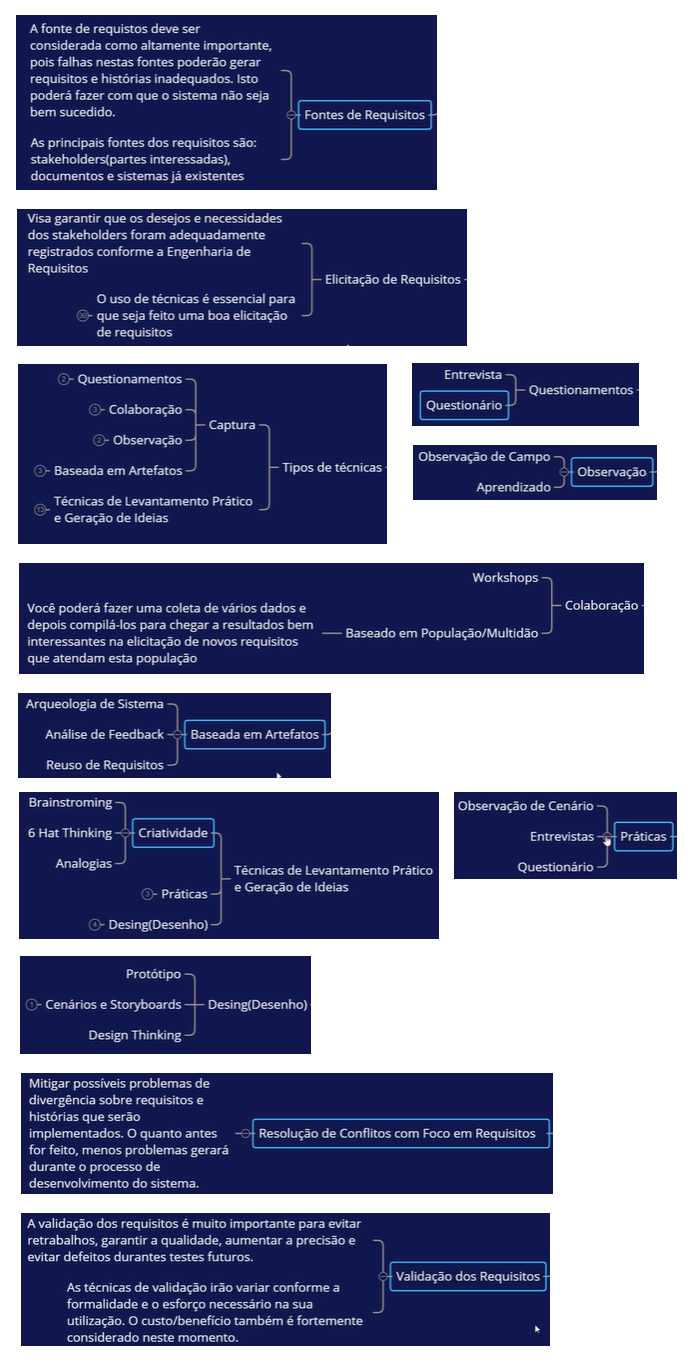 A fonte de requistos deve ser
considerada como altamente importante,
pois falhas nestas fontes poderão gerar
requisitos e histórias inadequados. Isto
poderá fazer com que o sistema não seja
bem sucedido.
Fontes de Requisitos
As principais fontes dos requisitos são:
stakeholders(partes interessadas),
documentos e sistemas já existentes
Visa garantir que os desejos e necessidades
dos stakeholders foram adequadamente
registrados conforme a Engenharia de
Requisitos
Elicitação de Requisitos
O uso de técnicas é essencial para
que seja feito uma boa elicitação
de requisitos
30
2 Questionamentos
3 Colaboração
2 Observação
3 Baseada em Artefatos
Captura
Técnicas de Levantamento Prático
e Geração de Ideias
13
Tipos de técnicas
Entrevista
Questionário
Questionamentos
Observação de Campo
Aprendizado
Observação
Workshops
Colaboração
Você poderá fazer uma coleta de vários dados e
depois compilá-los para chegar a resultados bem
interessantes na elicitação de novos requisitos
que atendam esta população
Baseado em População/Multidão
Arqueologia de Sistema
Análise de Feedback
Reuso de Requisitos
Baseada em Artefatos
Brainstroming
6 Hat Thinking
Analogias
Criatividade
3 Práticas
4 Desing(Desenho)
Técnicas de Levantamento Prático
e Geração de Ideias
Observação de Cenário
Entrevistas
Questionário
Práticas
Protótipo
1 Cenários e Storyboards
Design Thinking
Desing(Desenho)
Mitigar possíveis problemas de
divergência sobre requisitos e
histórias que serão
implementados. O quanto antes
for feito, menos problemas gerará
durante o processo de
desenvolvimento do sistema.
Resolução de Conflitos com Foco em Requisitos
A validação dos requisitos é muito importante para evitar
retrabalhos, garantir a qualidade, aumentar a precisão e
evitar defeitos durantes testes futuros.
Validação dos Requisitos
As técnicas de validação irão variar conforme a
formalidade e o esforço necessário na sua
utilização. O custo/benefício também é fortemente
considerado neste momento.